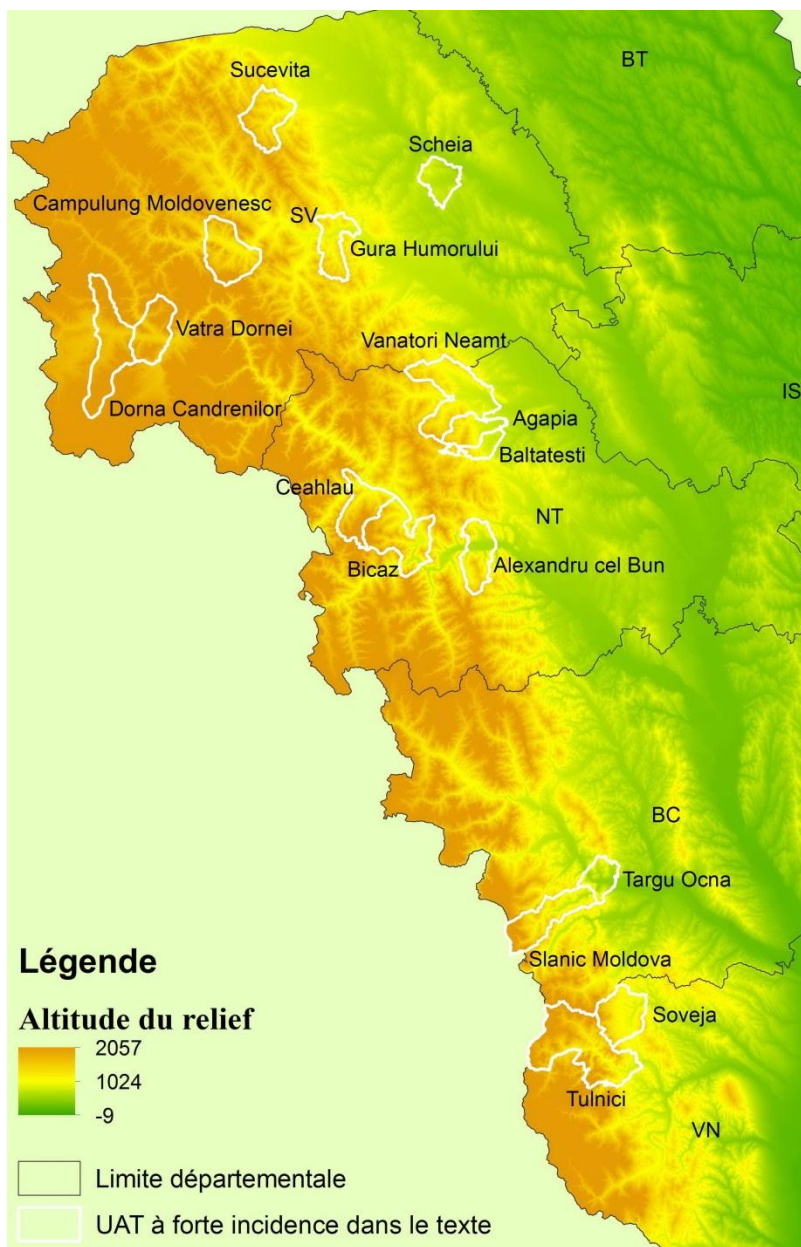 BT
Sucevita
Scheia
Campulung Moldovenesc
SV
Gura Humorului
Vatra Dornei
Vanatori Neamt
Dorna Candrenilor
IS
Agapia
Baltatesti
Ceahlau
NT
Bicaz
Alexandru cel Bun
BC
Targu Ocna
Slanic Moldova
Soveja
Tulnici
VN
Légende
Altitude du relief
2057
1024
-9
Limite départementale
UAT à forte incidence dans le texte